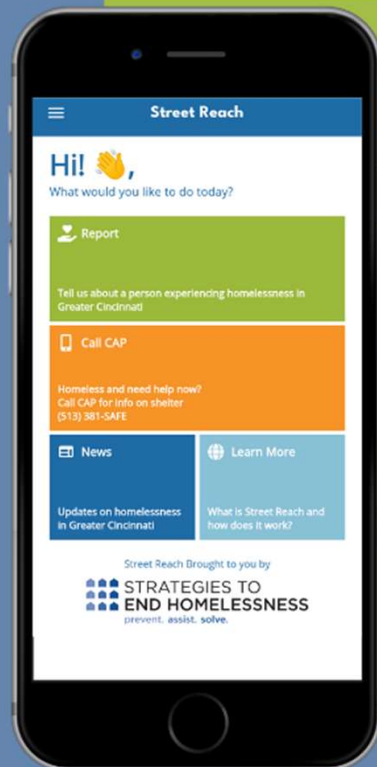 Street Reach
Hi! 👋,
What would you like to do today?
Report
Tell us about a person experiencing homelessness in
Greater Cincinnati
Call CAP
Homeless and need help now?
Call CAP for info on shelter
(513) 381-SAFE
News
Updates on homelessness
in Greater Cincinnati
Learn More
What is Street Reach and
how does it work?
Street Reach Brought to you by
STRATEGIES TO
END HOMELESSNESS
prevent. assist. solve.